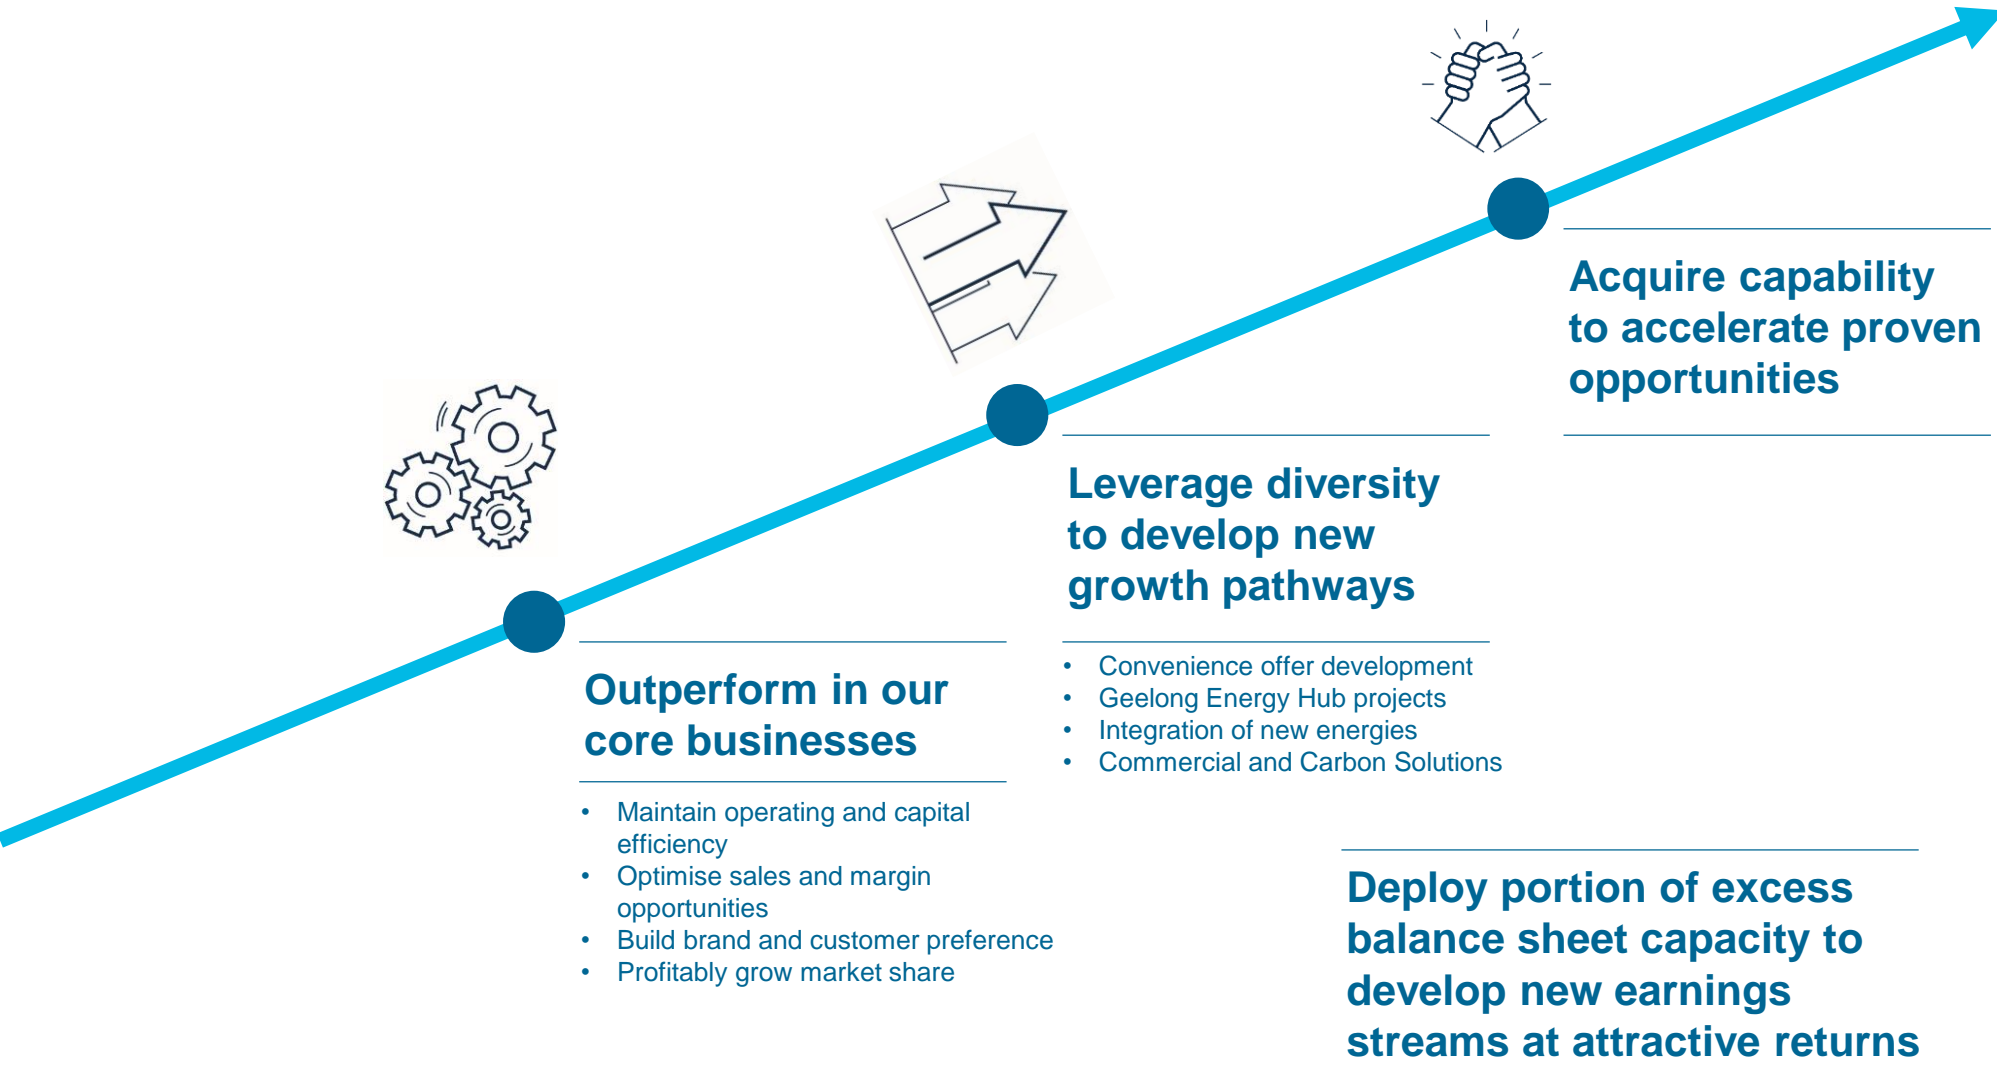 Outperform in our
core businesses
• Maintain operating and capital
efficiency
• Optimise sales and margin
opportunities
• Build brand and customer preference
• Profitably grow market share
Leverage diversity
to develop new
growth pathways
• Convenience offer development
• Geelong Energy Hub projects
• Integration of new energies
• Commercial and Carbon Solutions
Acquire capability
to accelerate proven
opportunities
Deploy portion of excess
balance sheet capacity to
develop new earnings
streams at attractive returns